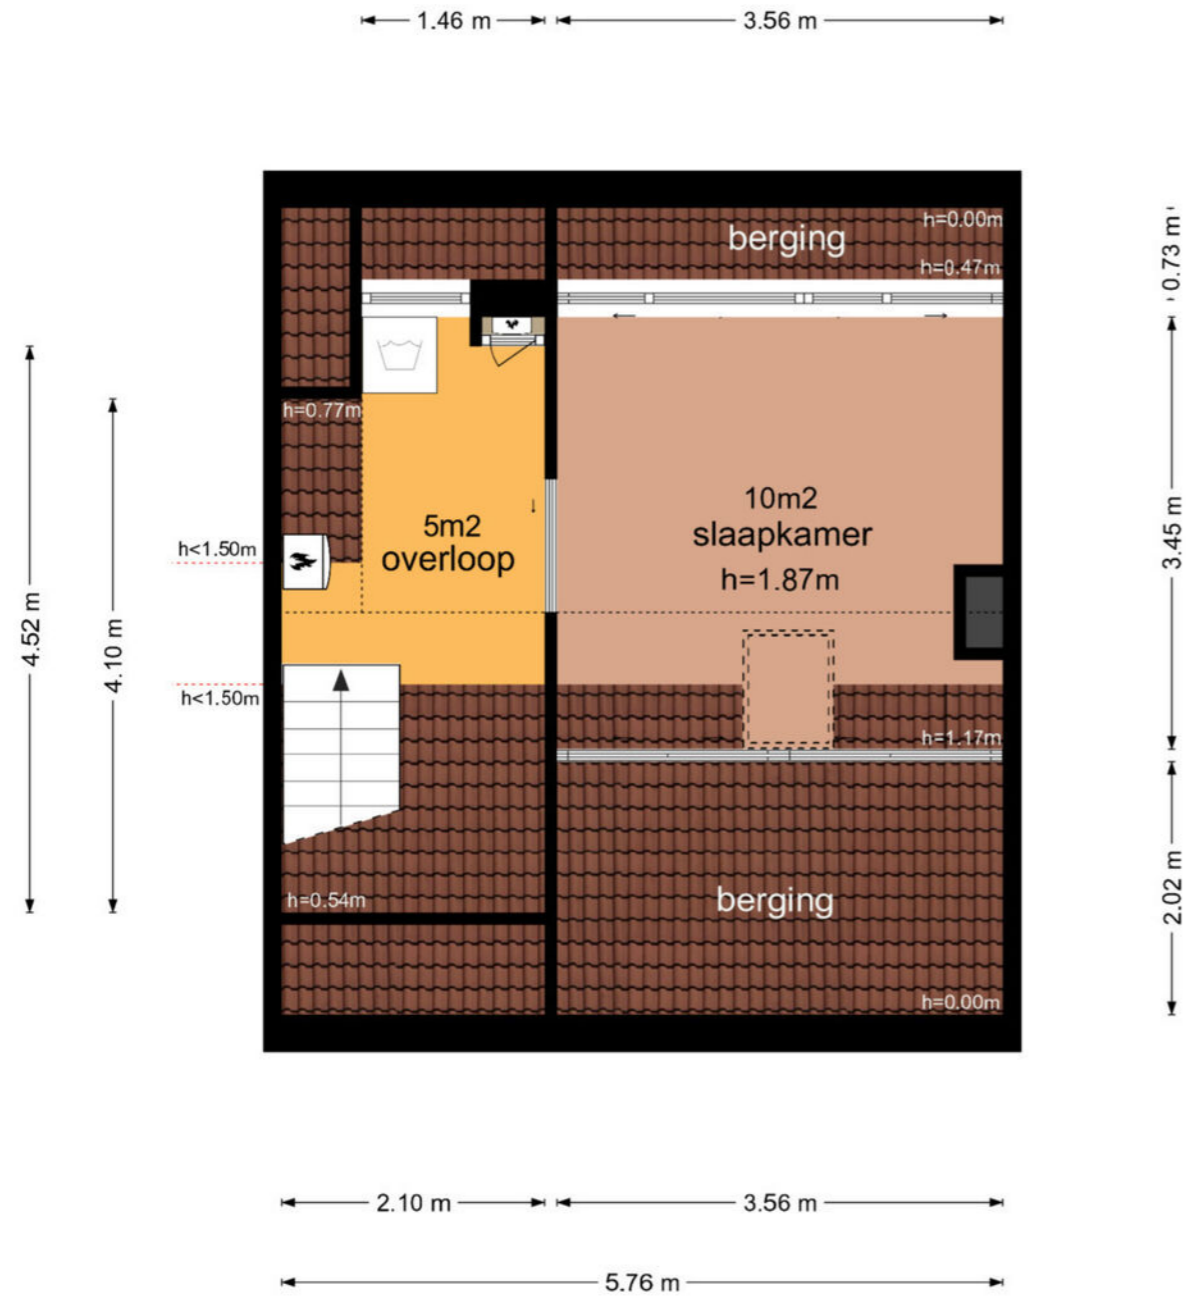 1.46 m
3.56 m
h=0.00m
berging
h=0.47m
0.73 m
h=0.77m
10m2
slaapkamer
h=1.87m
5m2
overloop
h<1.50m
3.45 m
4.52 m
4.10 m
h<1.50m
h=1.17m
berging
2.02 m
h=0.54m
h=0.00m
2.10 m
3.56 m
5.76 m